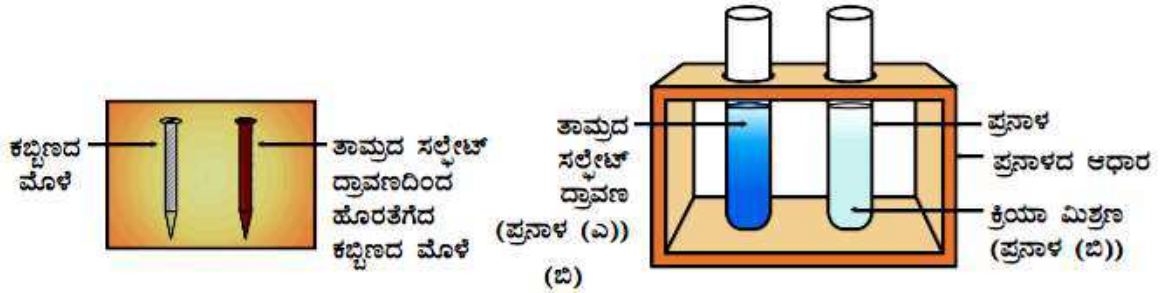 ಕಬ್ಬಿಣದ
ಮೊಳೆ
ತಾಮ್ರದ ಸಲ್ಫೇಟ್
ದ್ರಾವಣದಿಂದ
ಹೊರತೆಗೆದ
ಕಬ್ಬಿಣದ ಮೊಳೆ
ತಾಮ್ರದ
ಸಲ್ಫೇಟ್
ದ್ರಾವಣ
(ಪ್ರನಾಳ (ಎ))
(ಬಿ)
ಪ್ರನಾಳ
ಪ್ರನಾಳದ ಆಧಾರ
ಕ್ರಿಯಾ ಮಿಶ್ರಣ
(ಪ್ರನಾಳ (ಬಿ))